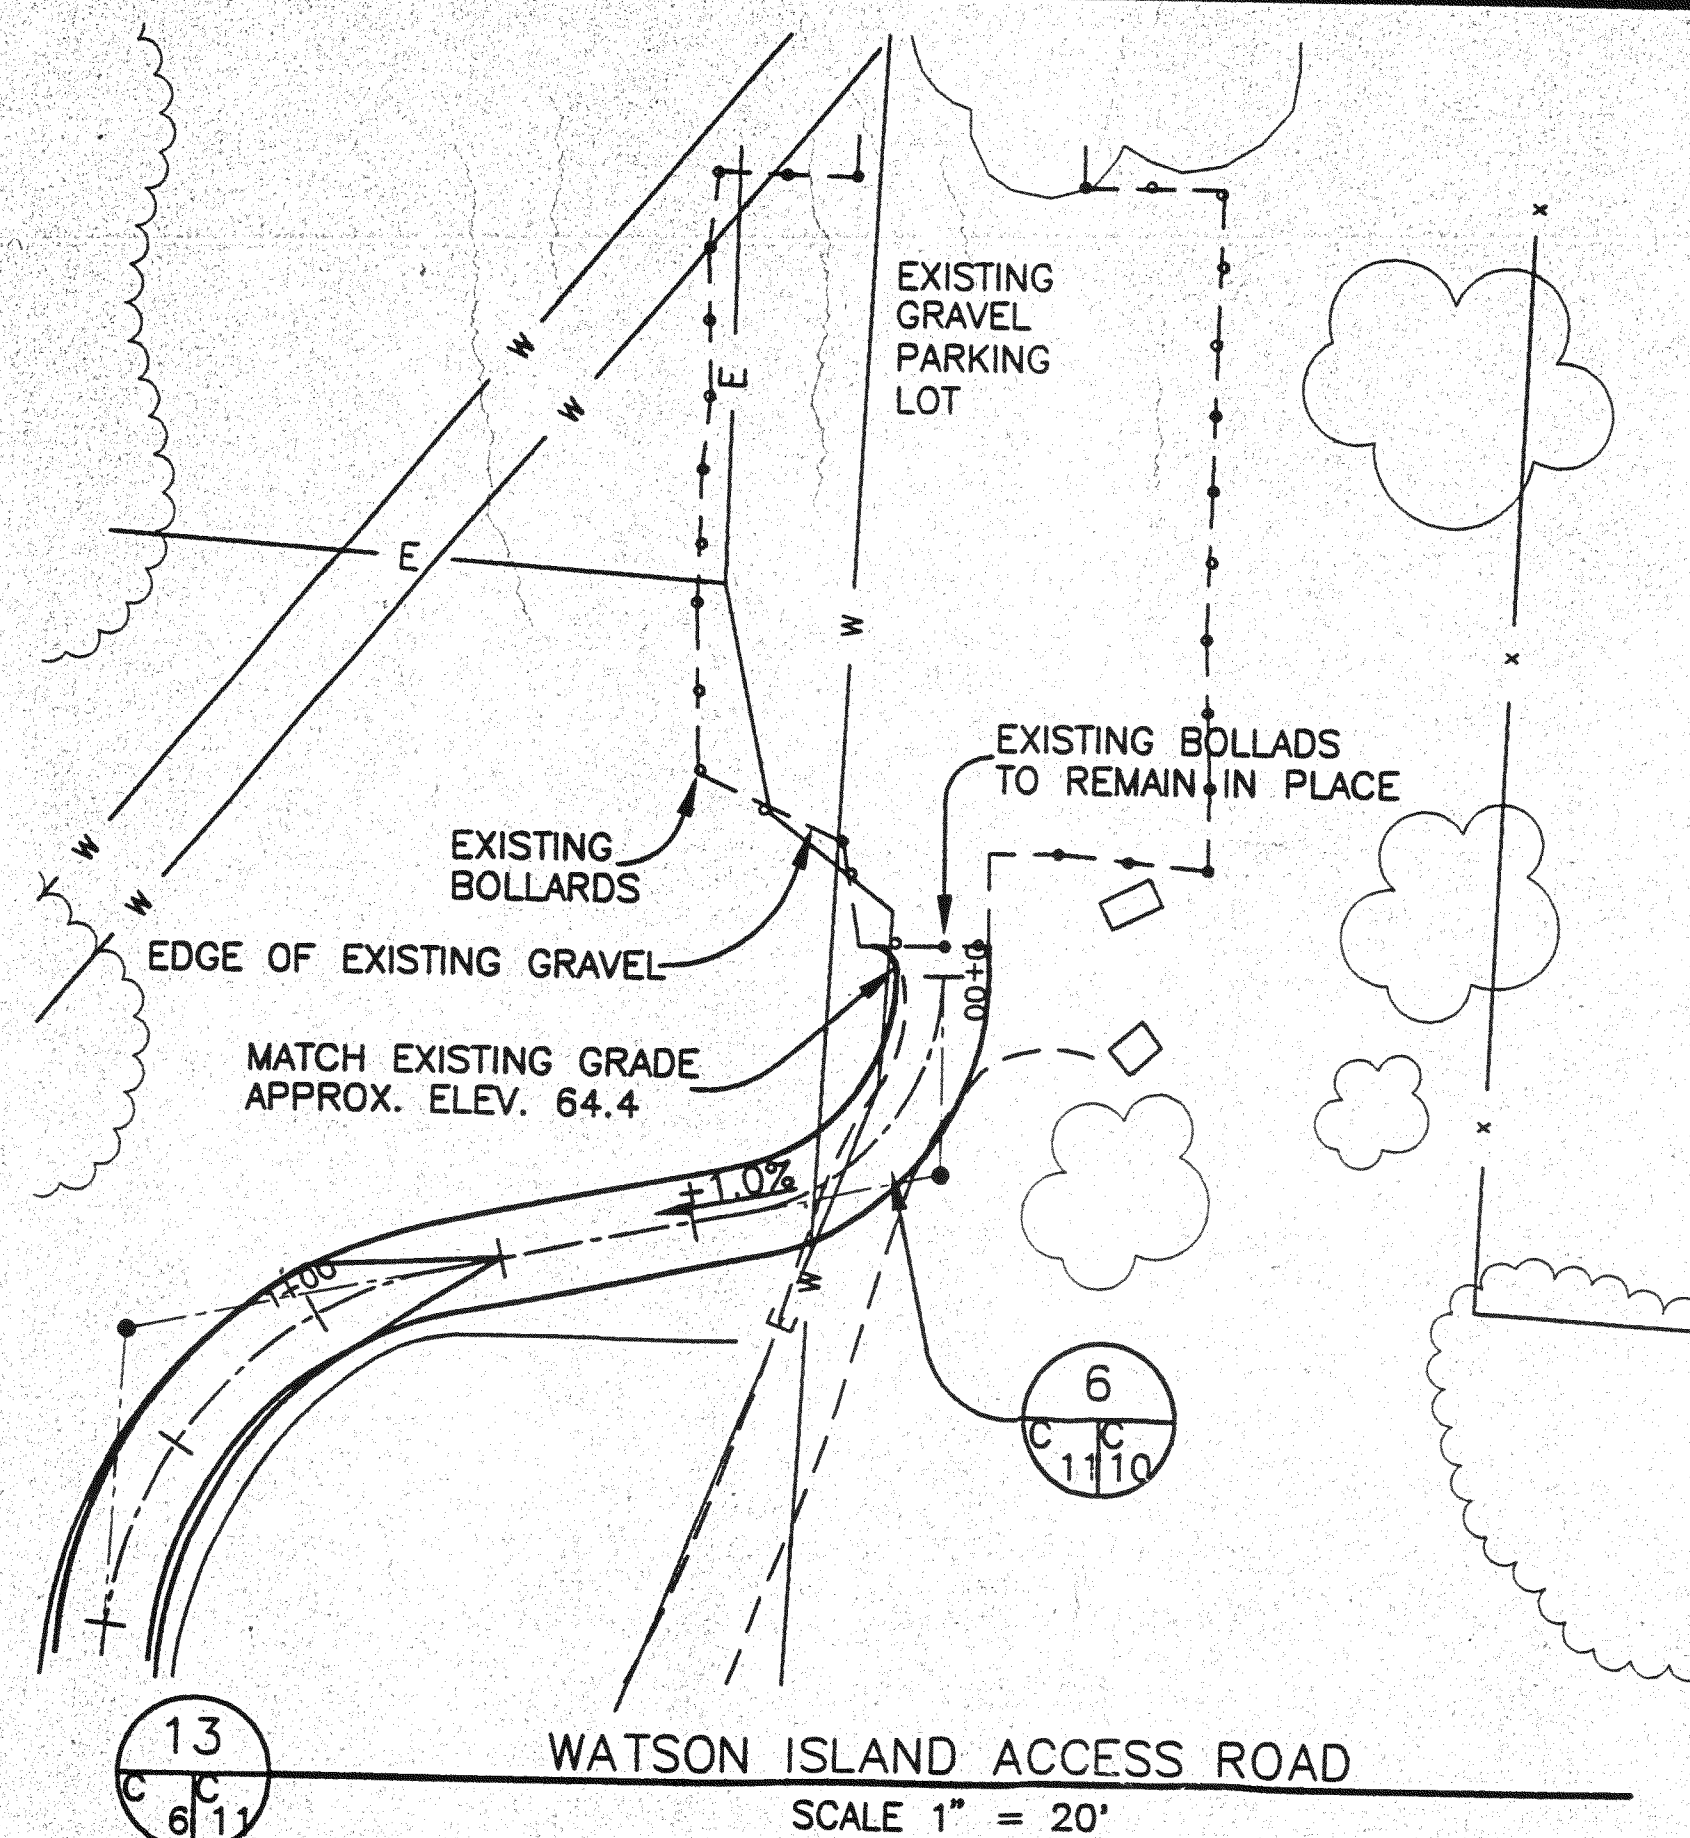 W
W
E
EXISTING
GRAVEL
PARKING
LOT
x
E
W
x
EXISTING BOLLADS
TO REMAIN IN PLACE
EXISTING
BOLLARDS
W
W
EDGE OF EXISTING GRAVEL
0+00
MATCH EXISTING GRADE
APPROX. ELEV. 64.4
x
+1.0%
1+00
W
E
6
C C
11 10
13
C C
6 11
WATSON ISLAND ACCESS ROAD
SCALE 1" = 20'